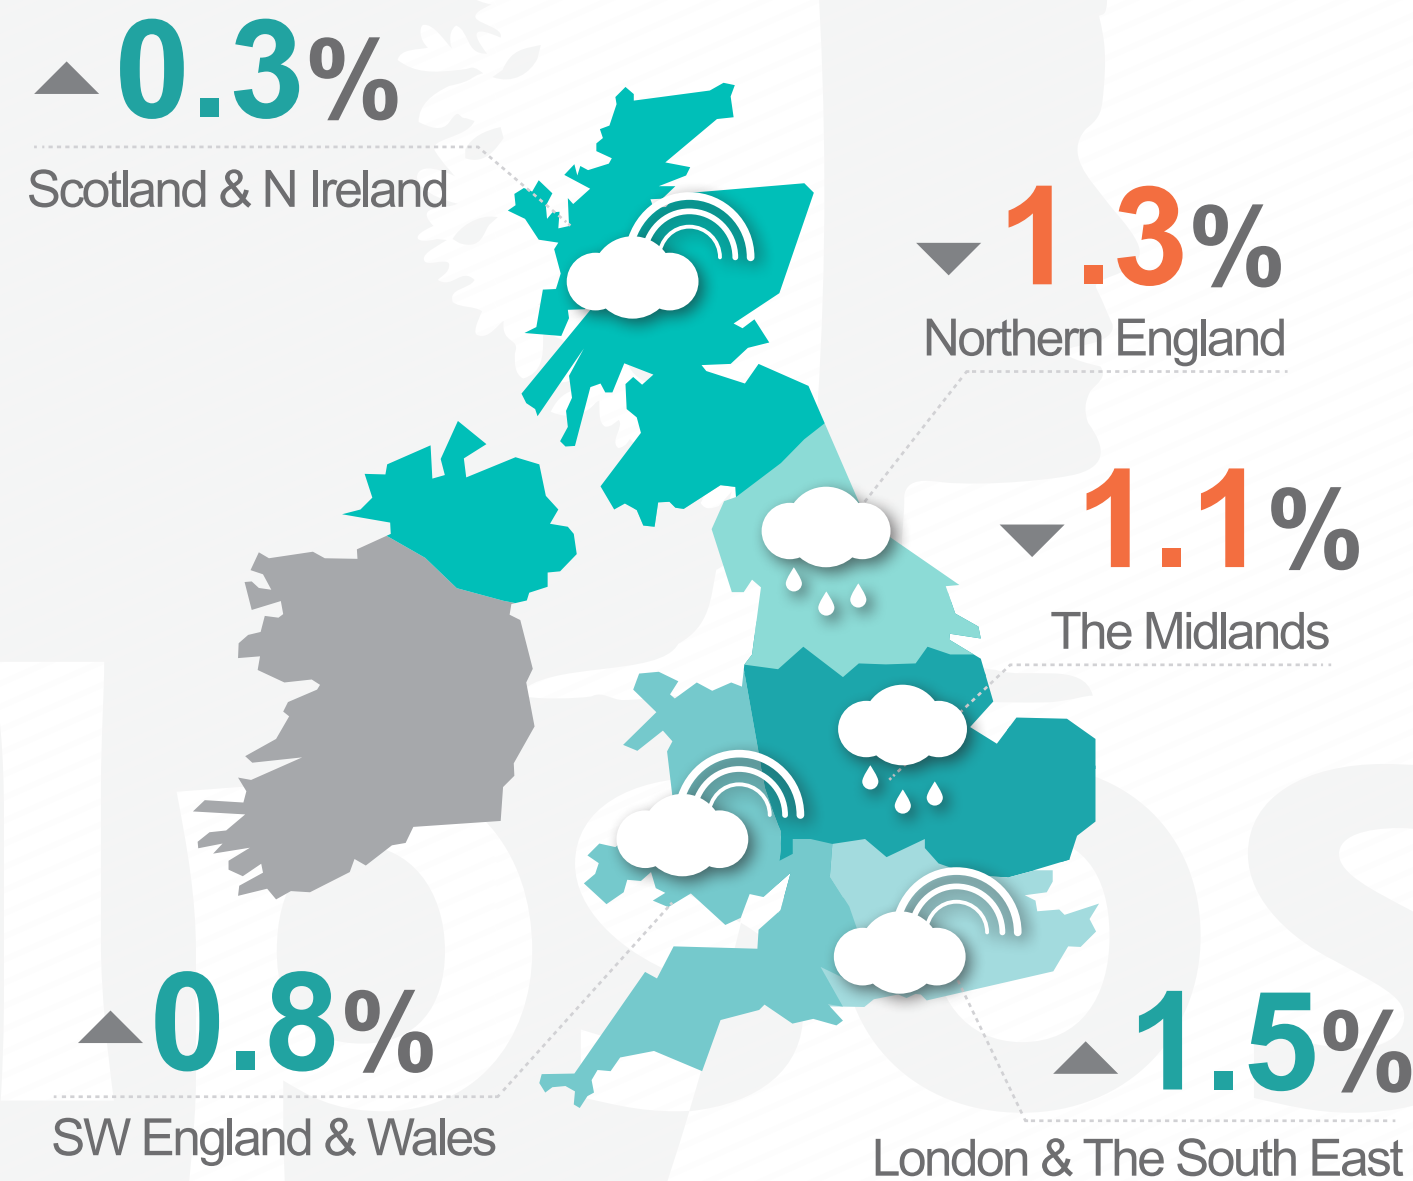 0.3%
Scotland & N Ireland
1.3%
Northern England
1.1%
The Midlands
0.8%
SW England & Wales
1.5%
London & The South East